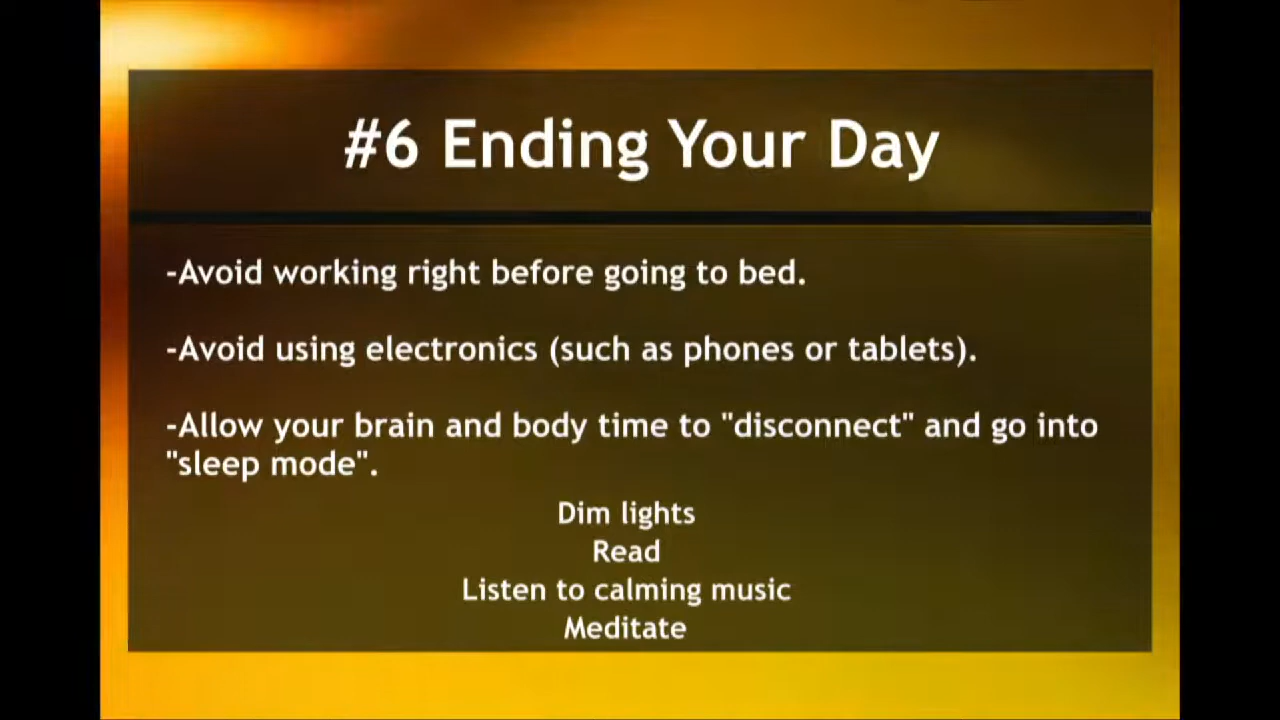 #6 Ending Your Day
-Avoid working right before going to bed.
-Avoid using electronics (such as phones or tablets).
-Allow your brain and body time to "disconnect" and go into
"sleep mode".
Dim lights
Read
Listen to calming music
Meditate